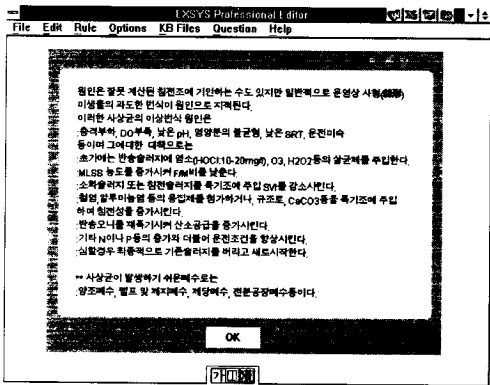 EXSYS Professional Editor
File Edit Rule Options KB Files Question Help
원인은 잘못 계산된 침전조에 기인하는 수도 있지만 일반적으로 운영상 사형(絲形)
미생물의 과도한 번식이 원인으로 지적된다.
이러한 사상균의 이상번식 원인은
:충격부하, DO부족, 낮은 pH, 영양분의 불균형, 낮은 SRT, 운전미숙
등이며 그에대한 대책으로는
:초기에는 반송슬러지에 염소(HOCl:10-20mg/l), O3, H2O2등의 살균제를 주입한다.
:MLSS 농도를 증가시켜 F/M비를 낮춘다.
:소화슬러지 또는 침전슬러지를 폭기조에 주입 SVI를 감소시킨다.
:철염,알루미늄염 등의 응집제를 첨가하거나, 규조토, CaCO3등을 폭기조에 주입
하여 침전성을 증가시킨다.
:반송오니를 재폭기시켜 산소공급을 증가시킨다.
:기타 N이나 P등의 증가와 더불어 운전조건을 향상시킨다.
:심할경우 최종적으로 기존슬러지를 버리고 새로시작한다.
** 사상균이 발생하기 쉬운폐수로는
:양조폐수, 펄프 및 제지폐수, 제당폐수, 전분공장폐수등이다.
OK